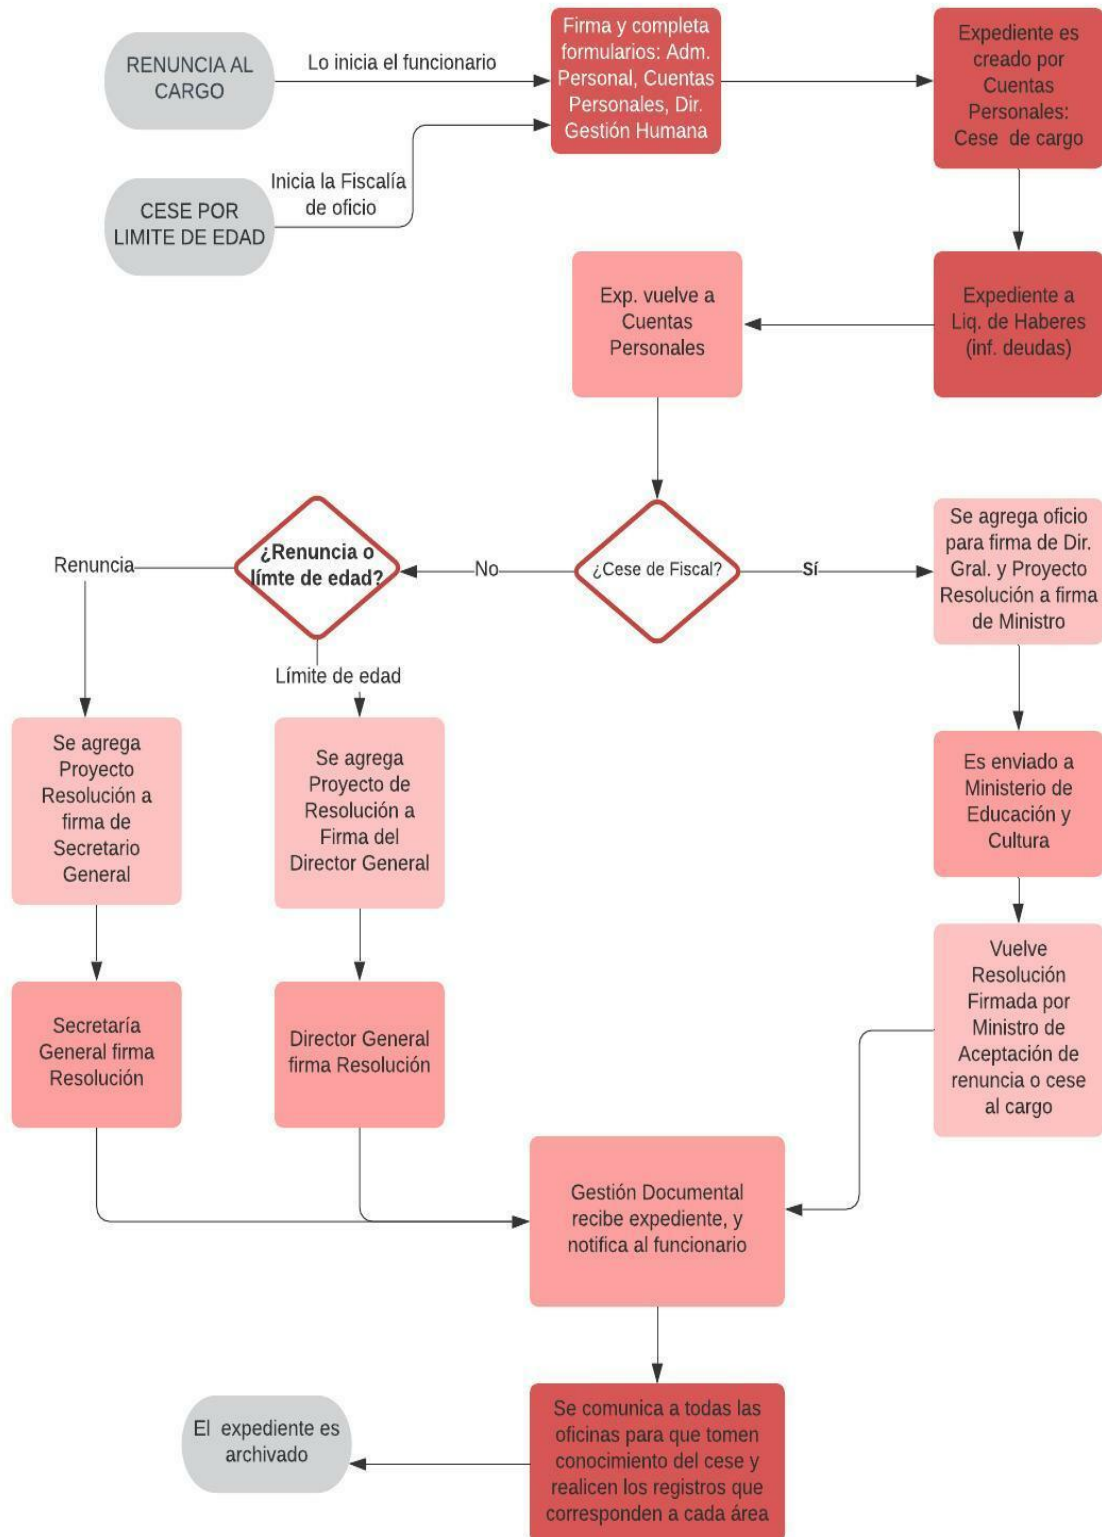 RENUNCIA AL
CARGO
Lo inicia el funcionario
Firma y completa
formularios: Adm.
Personal, Cuentas
Personales, Dir.
Gestión Humana
Expediente es
creado por
Cuentas
Personales:
Cese de cargo
CESE POR
LIMITE DE EDAD
Inicia la Fiscalía
de oficio
Expediente a
Liq. de Haberes
(inf. deudas)
Exp. vuelve a
Cuentas
Personales
¿Cese de Fiscal?
No
Sí
¿Renuncia o
límte de edad?
Renuncia
Límite de edad
Se agrega oficio
para firma de Dir.
Gral. y Proyecto
Resolución a firma
de Ministro
Se agrega
Proyecto
Resolución a
firma de
Secretario
General
Se agrega
Proyecto de
Resolución a
Firma del
Director General
Es enviado a
Ministerio de
Educación y
Cultura
Secretaría
General firma
Resolución
Director General
firma Resolución
Vuelve
Resolución
Firmada por
Ministro de
Aceptación de
renuncia o cese
al cargo
Gestión Documental
recibe expediente, y
notifica al funcionario
Se comunica a todas las
oficinas para que tomen
conocimiento del cese y
realicen los registros que
corresponden a cada área
El expediente es
archivado